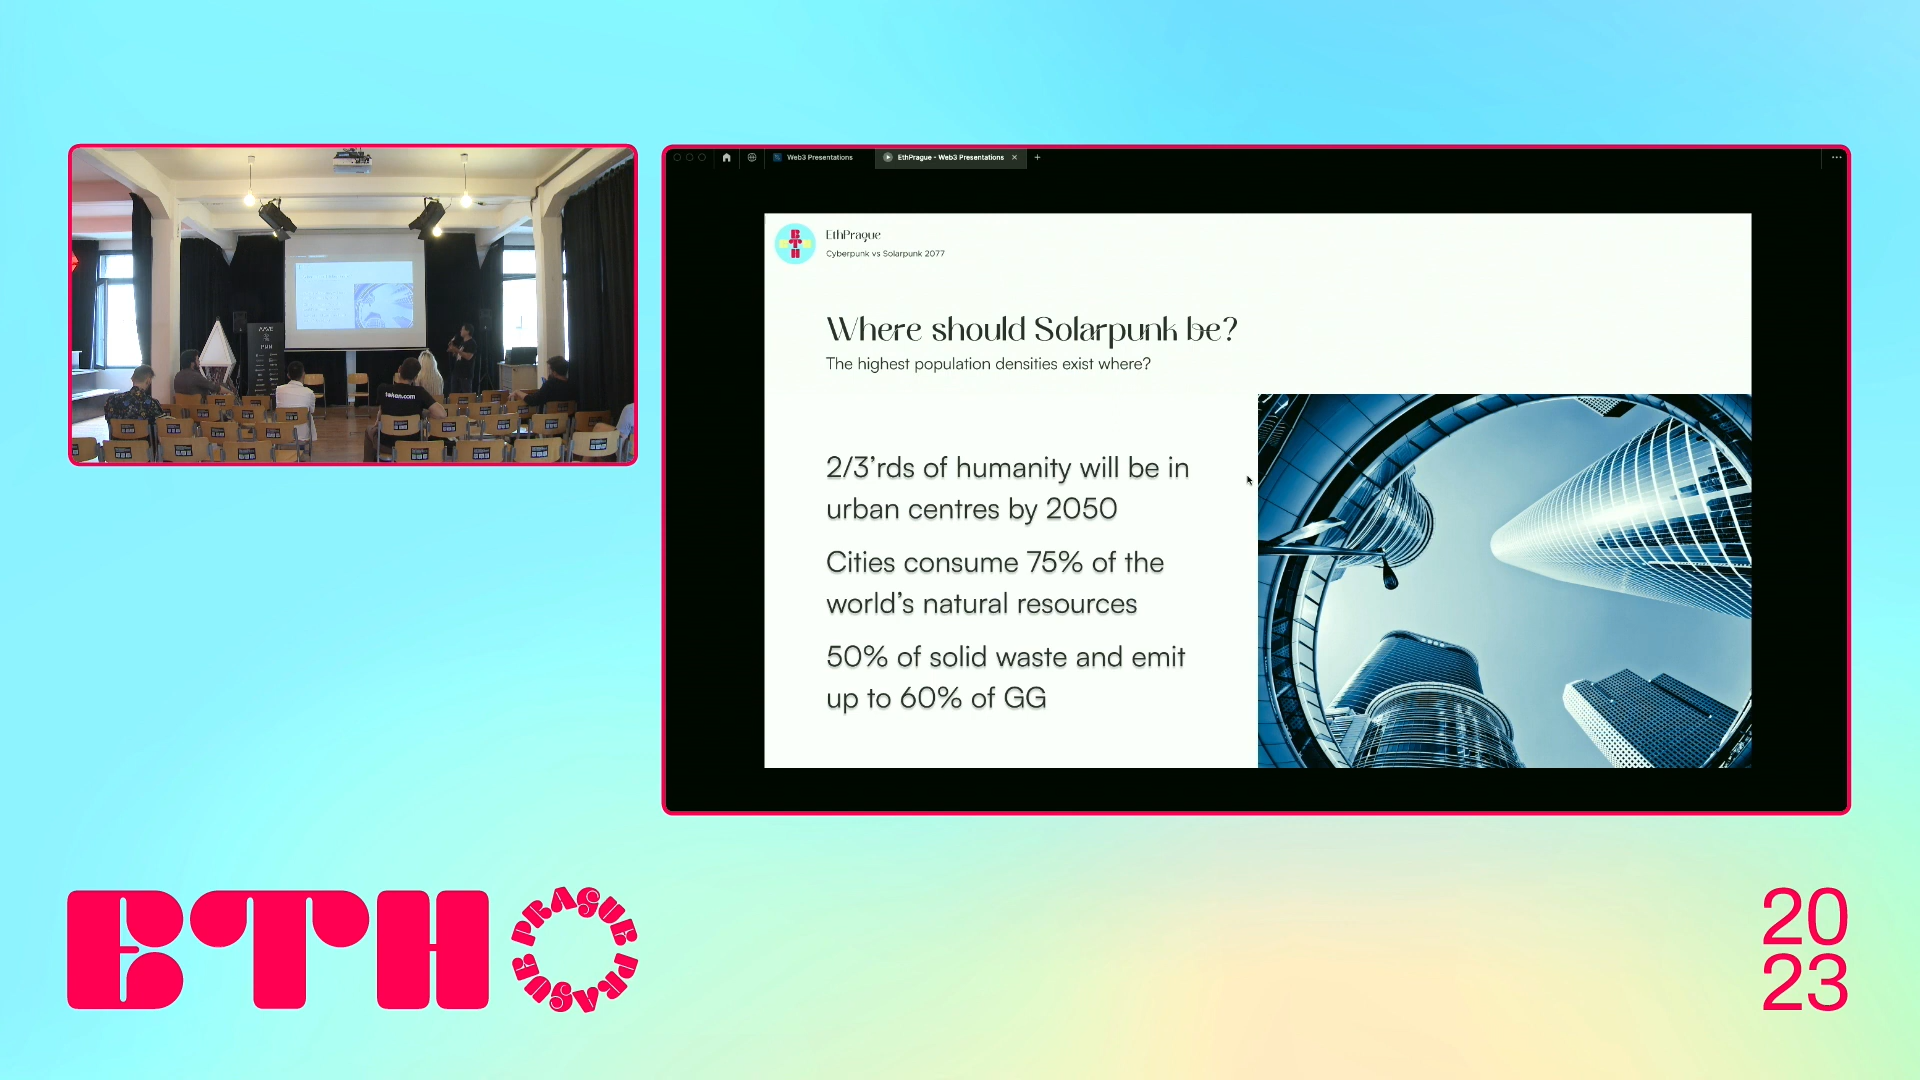 Web3 Presentations
EthPrague - Web3 Presentations
ETH
EthPrague
Cyberpunk vs Solarpunk 2077
Where should Solarpunk be?
The highest population densities exist where?
2/3'rds of humanity will be in
urban centres by 2050
Cities consume 75% of the
world's natural resources
50% of solid waste and emit
up to 60% of GG
AAVE
ETH
PRAGUE PRAGUE
20
23